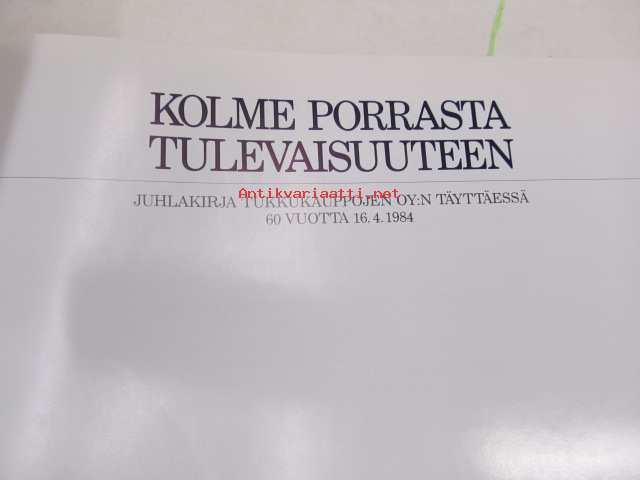 KOLME PORRASTA
TULEVAISUUTEEN
Antikvariaatti.net
JUHLAKIRJA TUKKUKAUPPOJEN OY:N TÄYTTÄESSÄ
60 VUOTTA 16.4.1984